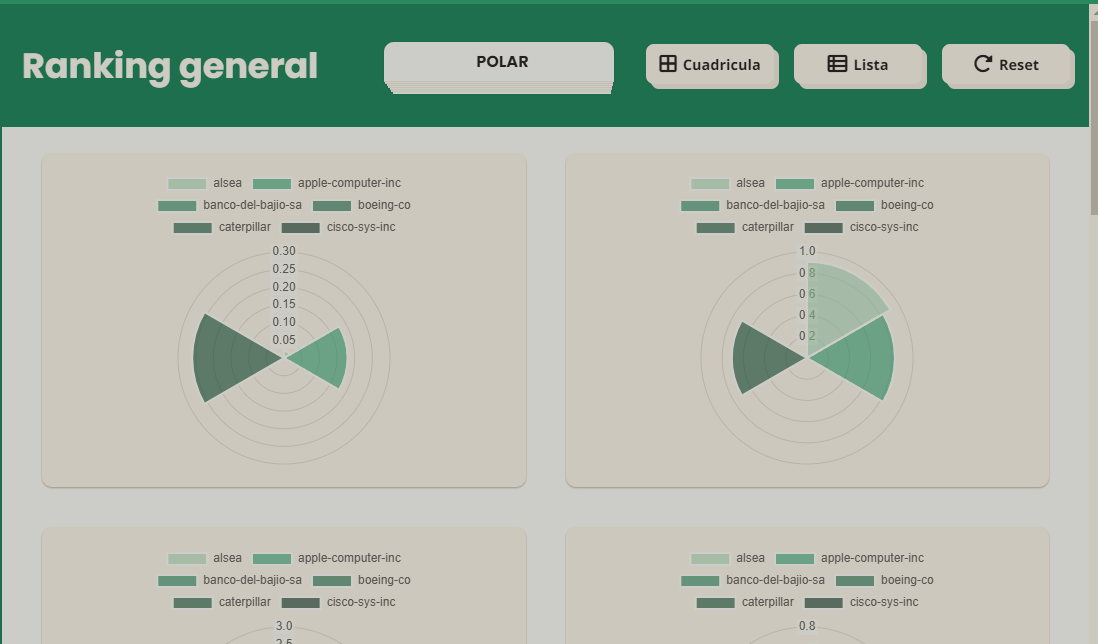 Ranking general
POLAR
Cuadricula
Lista
Reset
alsea apple-computer-inc
banco-del-bajio-sa boeing-co
caterpillar cisco-sys-inc
0.30
0.25
0.20
0.15
0.10
0.05
alsea apple-computer-inc
banco-del-bajio-sa boeing-co
caterpillar cisco-sys-inc
1.0
0.8
0.6
0.4
0.2
alsea apple-computer-inc
banco-del-bajio-sa boeing-co
caterpillar cisco-sys-inc
3.0
2.5
alsea apple-computer-inc
banco-del-bajio-sa boeing-co
caterpillar cisco-sys-inc
0.8